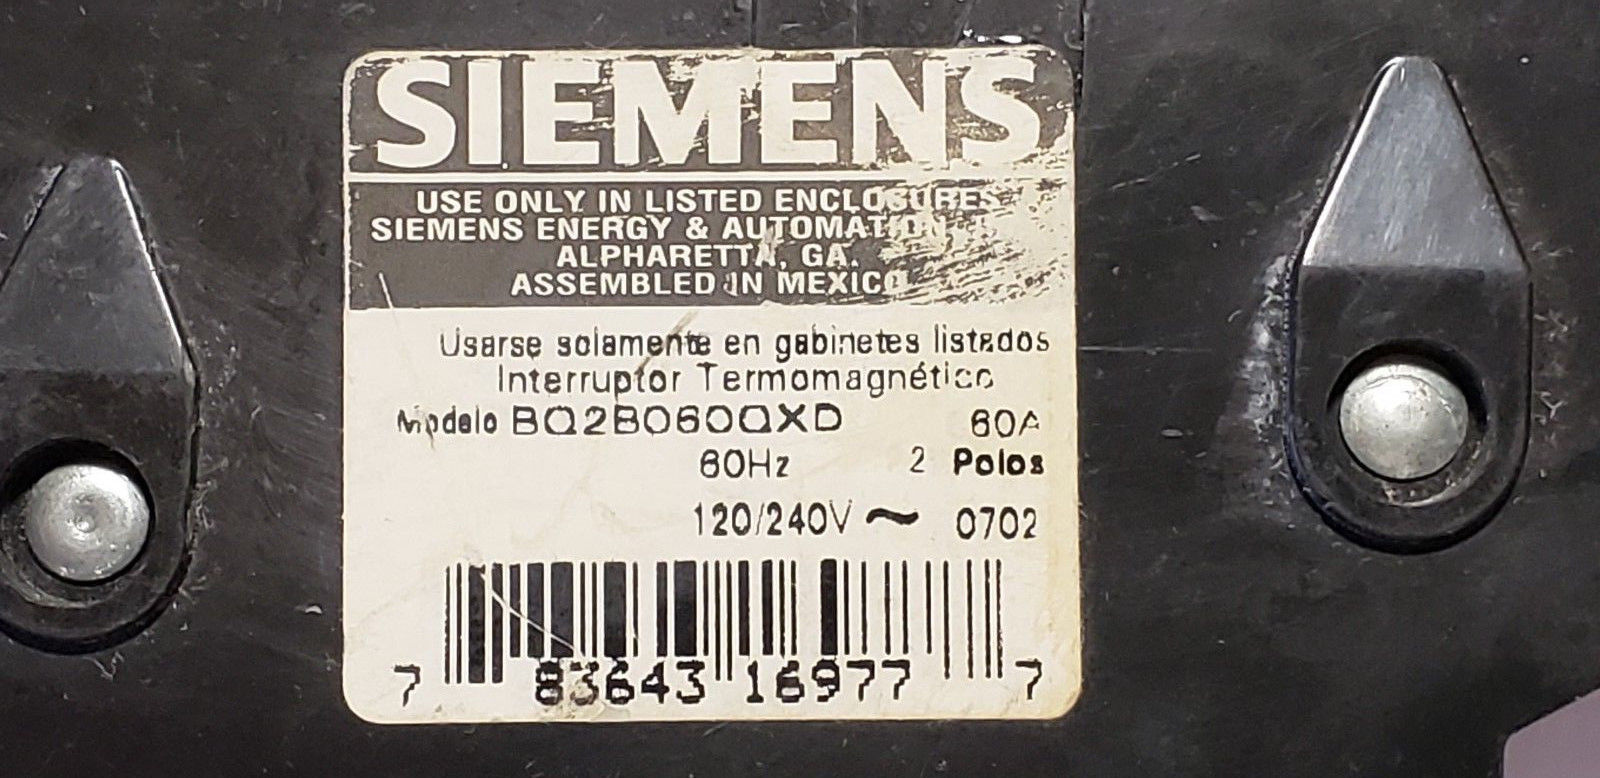 SIEMENS
USE ONLY IN LISTED ENCLOSURES
SIEMENS ENERGY & AUTOMATION
ALPHARETTA, GA.
ASSEMBLED IN MEXICO
Usarse solamente en gabinetes listados
Interruptor Termomagnético
Modelo BQ2B060QXD 60A
60Hz 2 Polos
120/240V ~ 0702
7 83643 16977 7